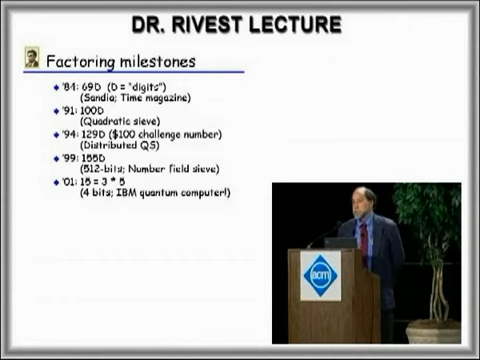 DR. RIVEST LECTURE
Factoring milestones
'84: 69D (D = "digits")
(Sandia; Time magazine)
'91: 100D
(Quadratic sieve)
'94: 129D ($100 challenge number)
(Distributed QS)
'99: 155D
(512-bits; Number field sieve)
'01: 15 = 3 * 5
(4 bits; IBM quantum computer!)
acm